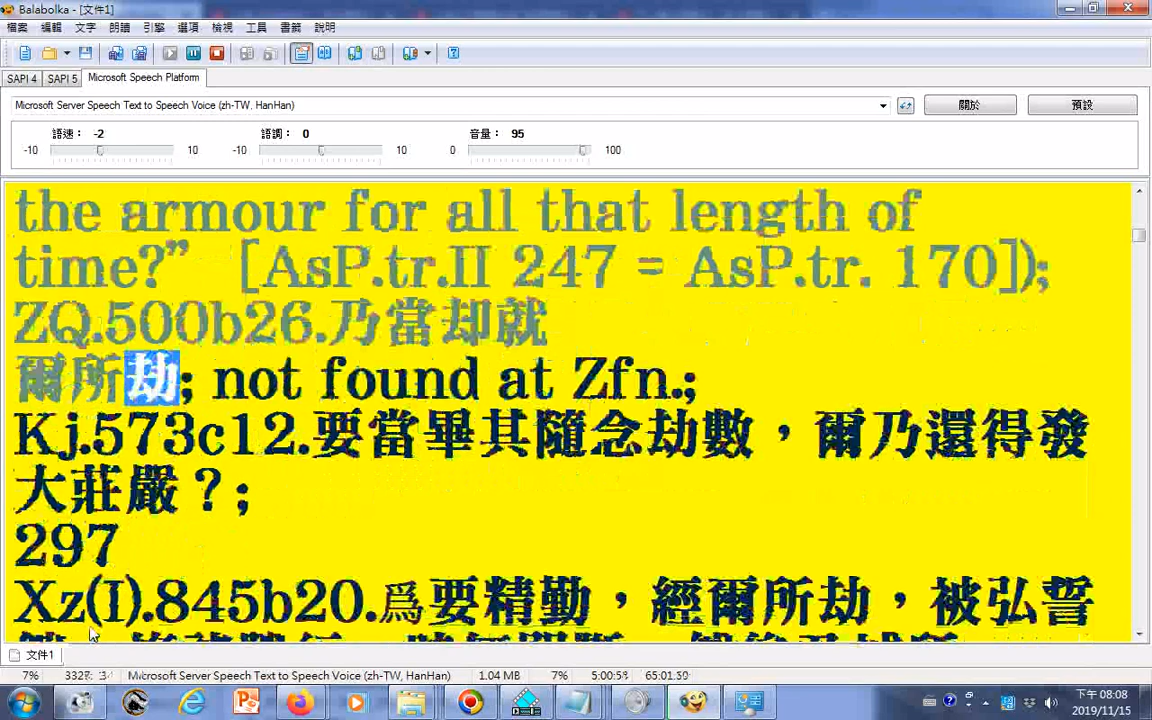 Balabolka - [文件1]
檔案 編輯 文字 朗讀 引擎 選項 檢視 工具 書籤 說明
SAPI 4 SAPI 5 Microsoft Speech Platform
Microsoft Server Speech Text to Speech Voice (zh-TW, HanHan)
關於 預設
語速： -2 語調： 0 音量： 95
-10 10 -10 10 0 100
the armour for all that length of
time?” [AsP.tr.II 247 = AsP.tr. 170]);
ZQ.500b26.乃當却就
爾所劫; not found at Zfn.;
Kj.573c12.要當畢其隨念劫數，爾乃還得發
大莊嚴？;
297
Xz(I).845b20.爲要精勤，經爾所劫，被弘誓
文件1
7% Microsoft Server Speech Text to Speech Voice (zh-TW, HanHan) 1.04 MB 7%
下午 08:08
2019/11/15